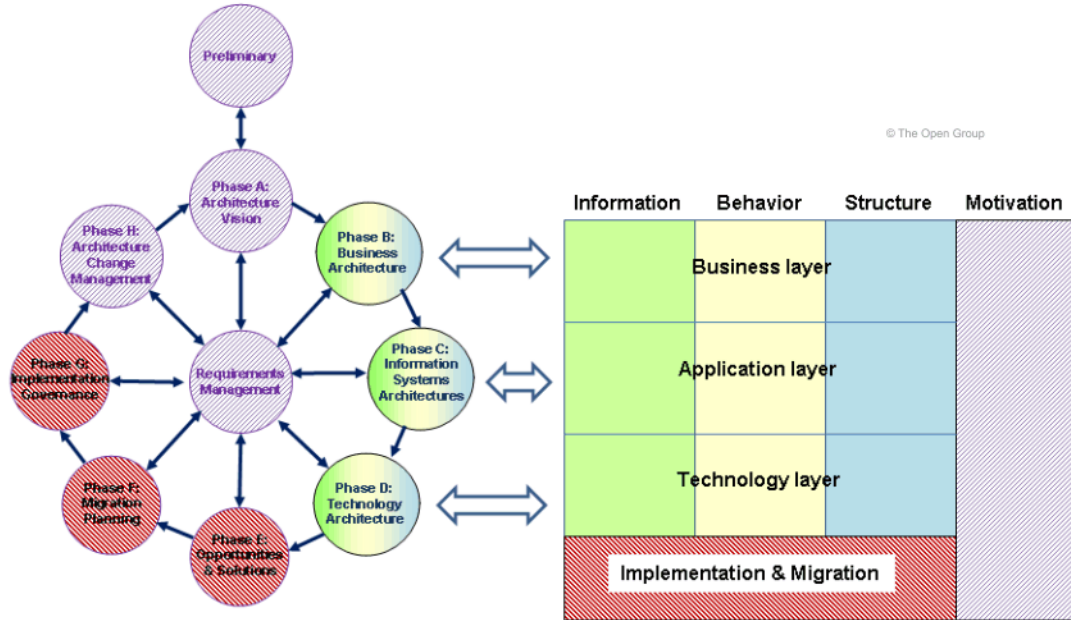 Preliminary
© The Open Group
Phase A:
Architecture
Vision
Information
Behavior
Structure
Motivation
Phase H:
Architecture
Change
Management
Phase B:
Business
Architecture
Business layer
Phase G:
Implementation
Governance
Requirements
Management
Phase C:
Information
Systems
Architectures
Application layer
Phase F:
Migration
Planning
Phase D:
Technology
Architecture
Technology layer
Phase E:
Opportunities
& Solutions
Implementation & Migration